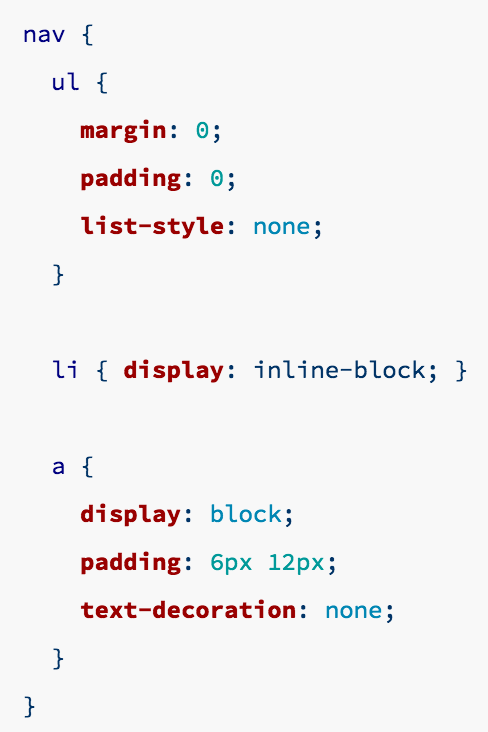 nav {
  ul {
    margin: 0;
    padding: 0;
    list-style: none;
  }

  li { display: inline-block; }

  a {
    display: block;
    padding: 6px 12px;
    text-decoration: none;
  }
}